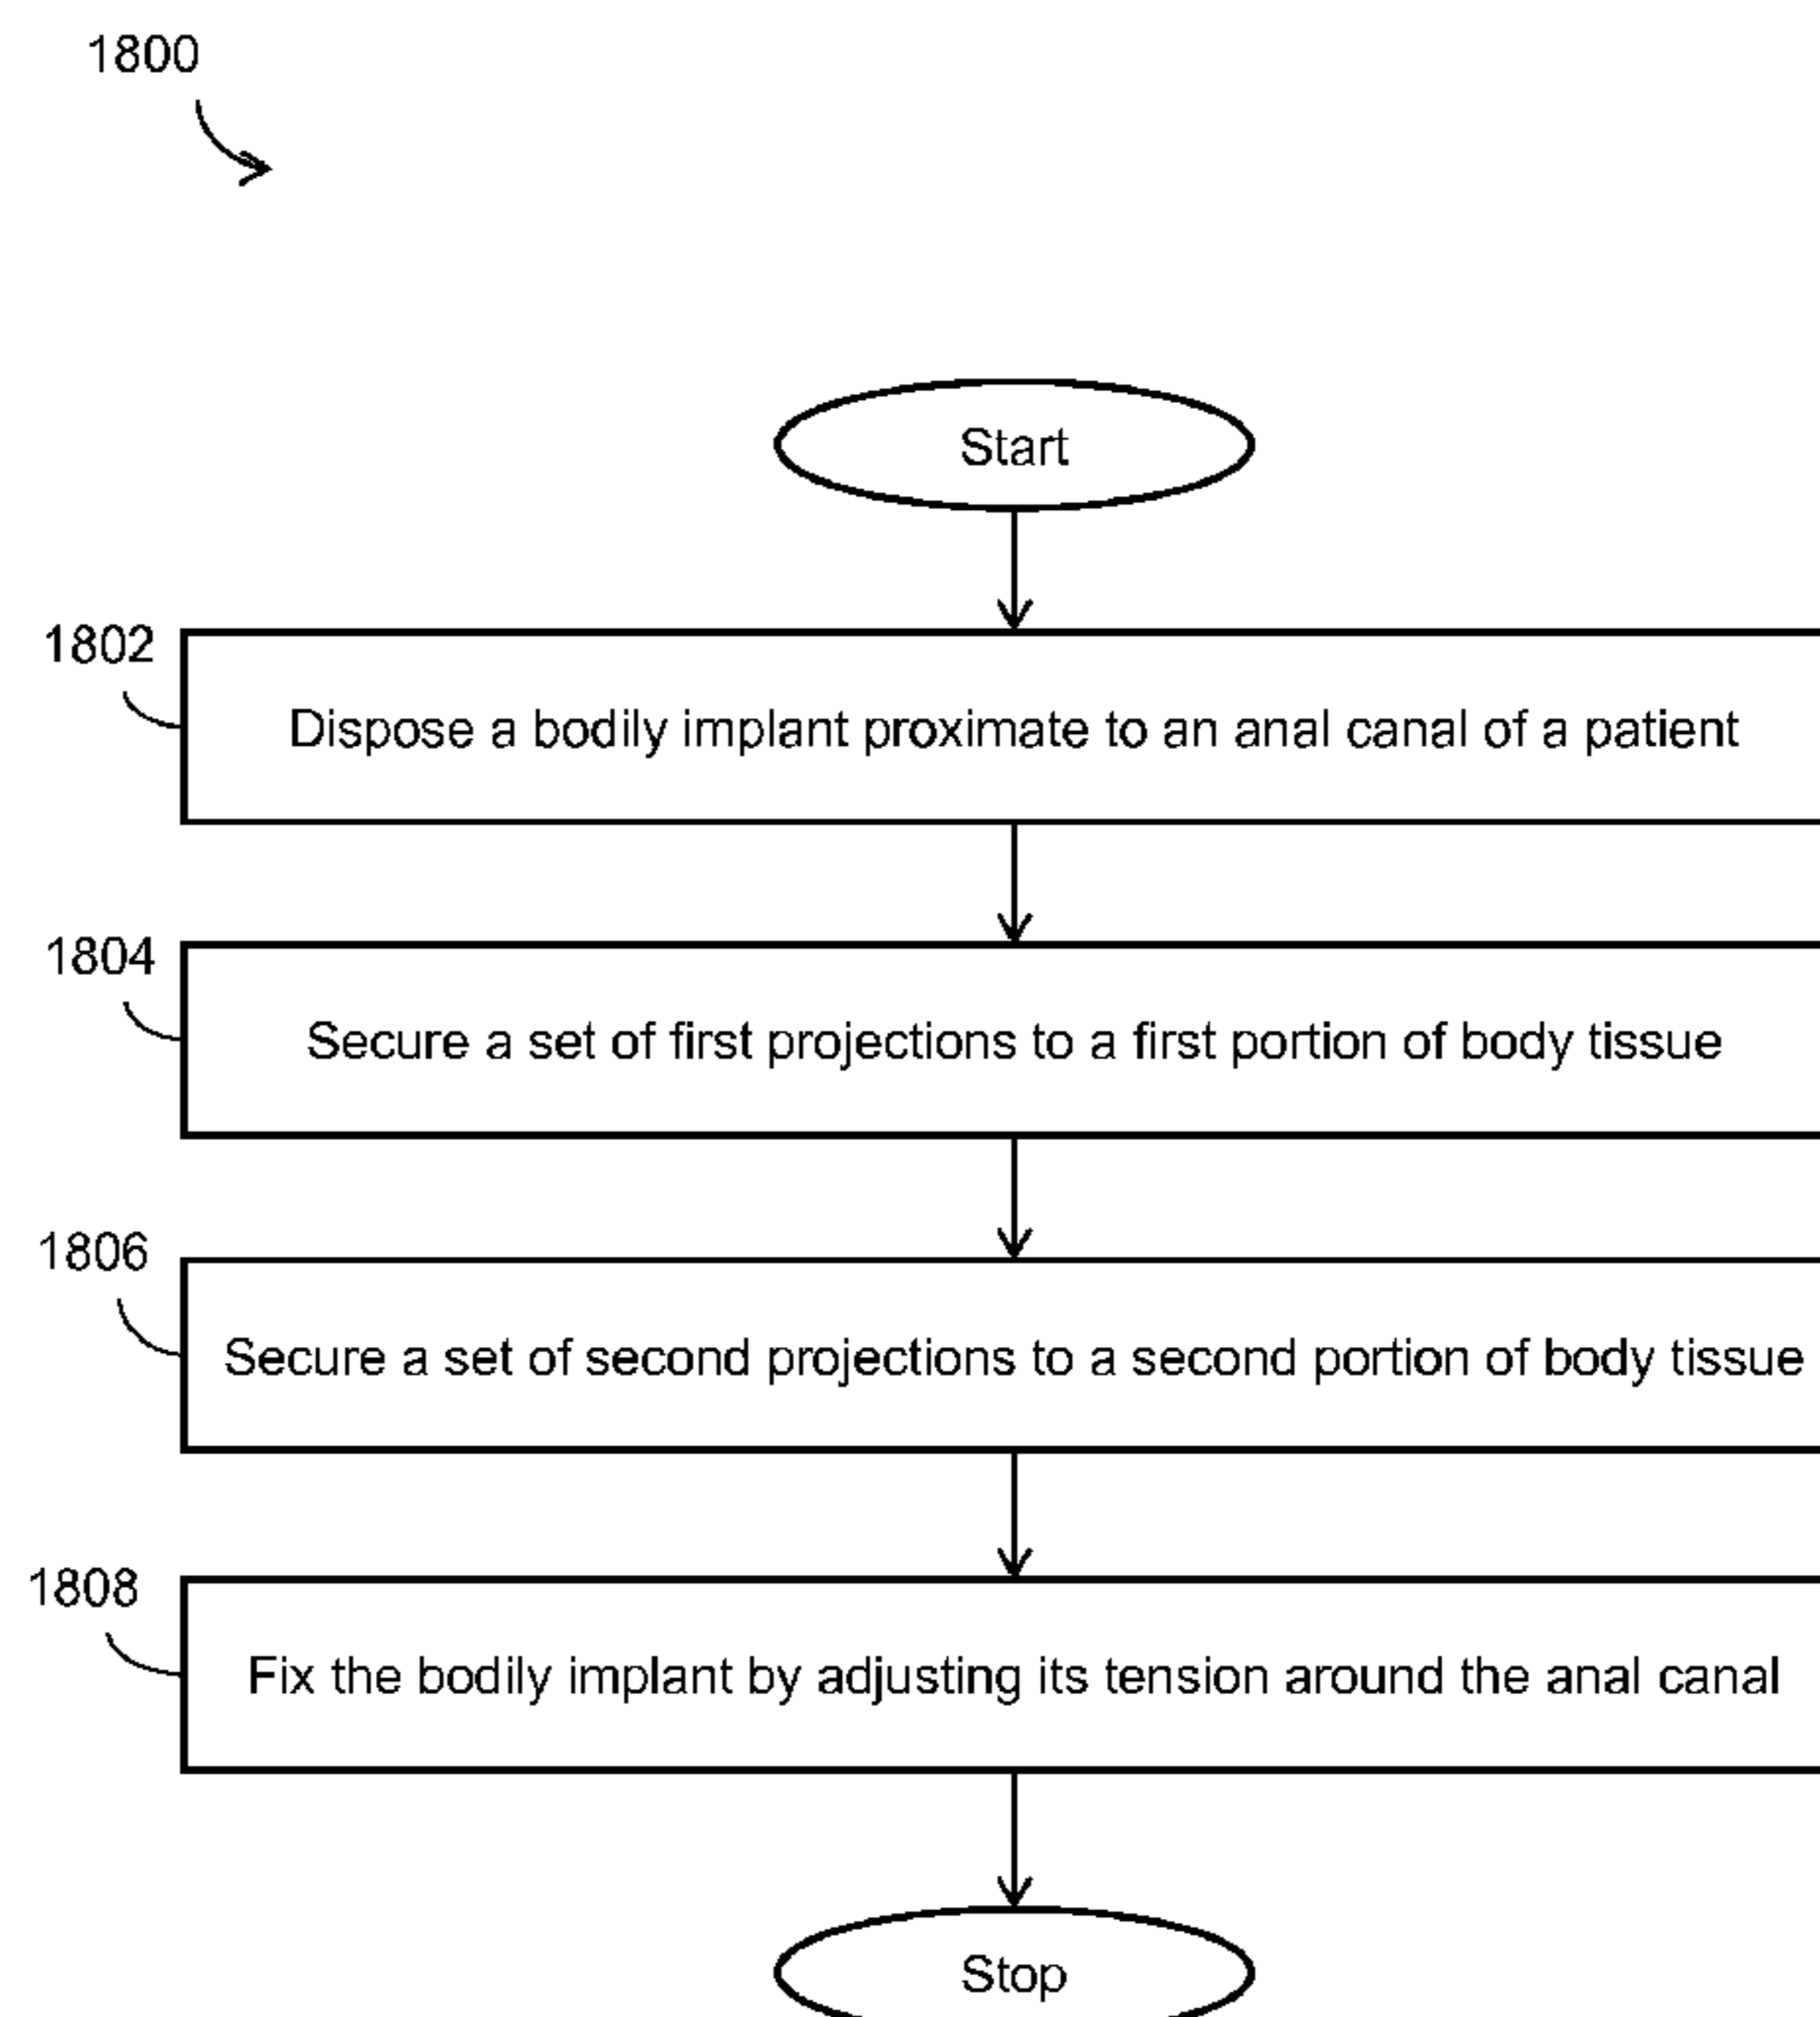 1800
Start
1802
Dispose a bodily implant proximate to an anal canal of a patient
1804
Secure a set of first projections to a first portion of body tissue
1806
Secure a set of second projections to a second portion of body tissue
1808
Fix the bodily implant by adjusting its tension around the anal canal
Stop